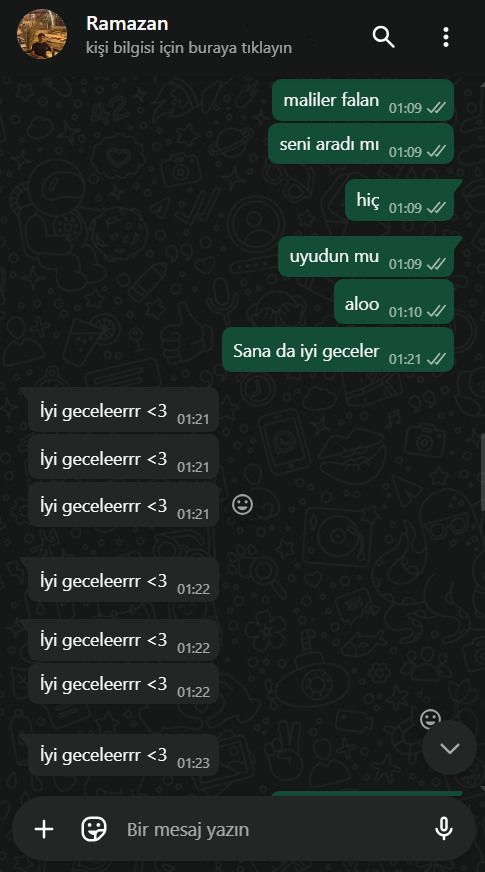 Ramazan
kişi bilgisi için buraya tıklayın
maliler falan 01:09
seni aradı mı 01:09
hiç 01:09
uyudun mu 01:09
aloo 01:10
Sana da iyi geceler 01:21
İyi geceleerrr <3 01:21
İyi geceleerrr <3 01:21
İyi geceleerrr <3 01:21
İyi geceleerrr <3 01:22
İyi geceleerrr <3 01:22
İyi geceleerrr <3 01:22
İyi geceleerrr <3 01:23
Bir mesaj yazın